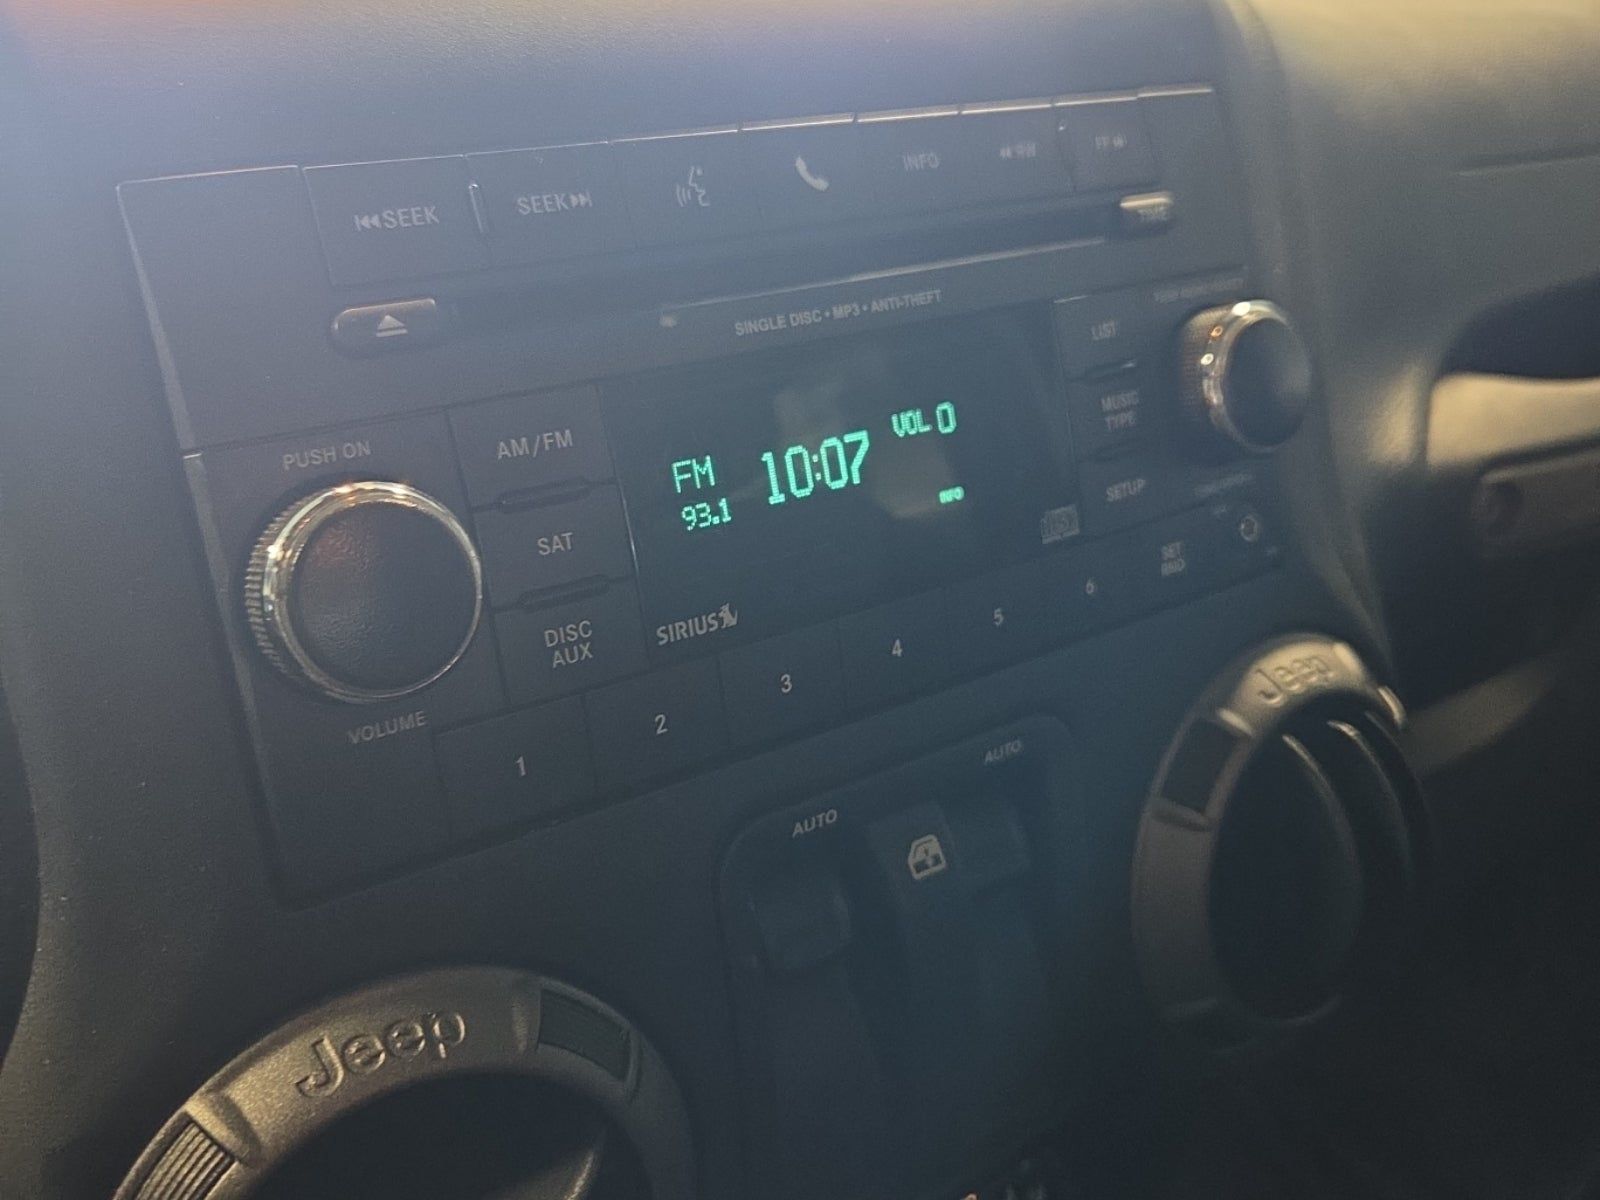 SEEK
SEEK
INFO
FF
TIME
SINGLE DISC • MP3 • ANTI-THEFT
LIST
PUSH ON
AM/FM
FM
10:07
VOL 0
MUSIC
TYPE
93.1
INFO
SETUP
SAT
SET
RND
DISC
AUX
SIRIUS
VOLUME
1
2
3
4
5
6
AUTO
AUTO
Jeep
Jeep